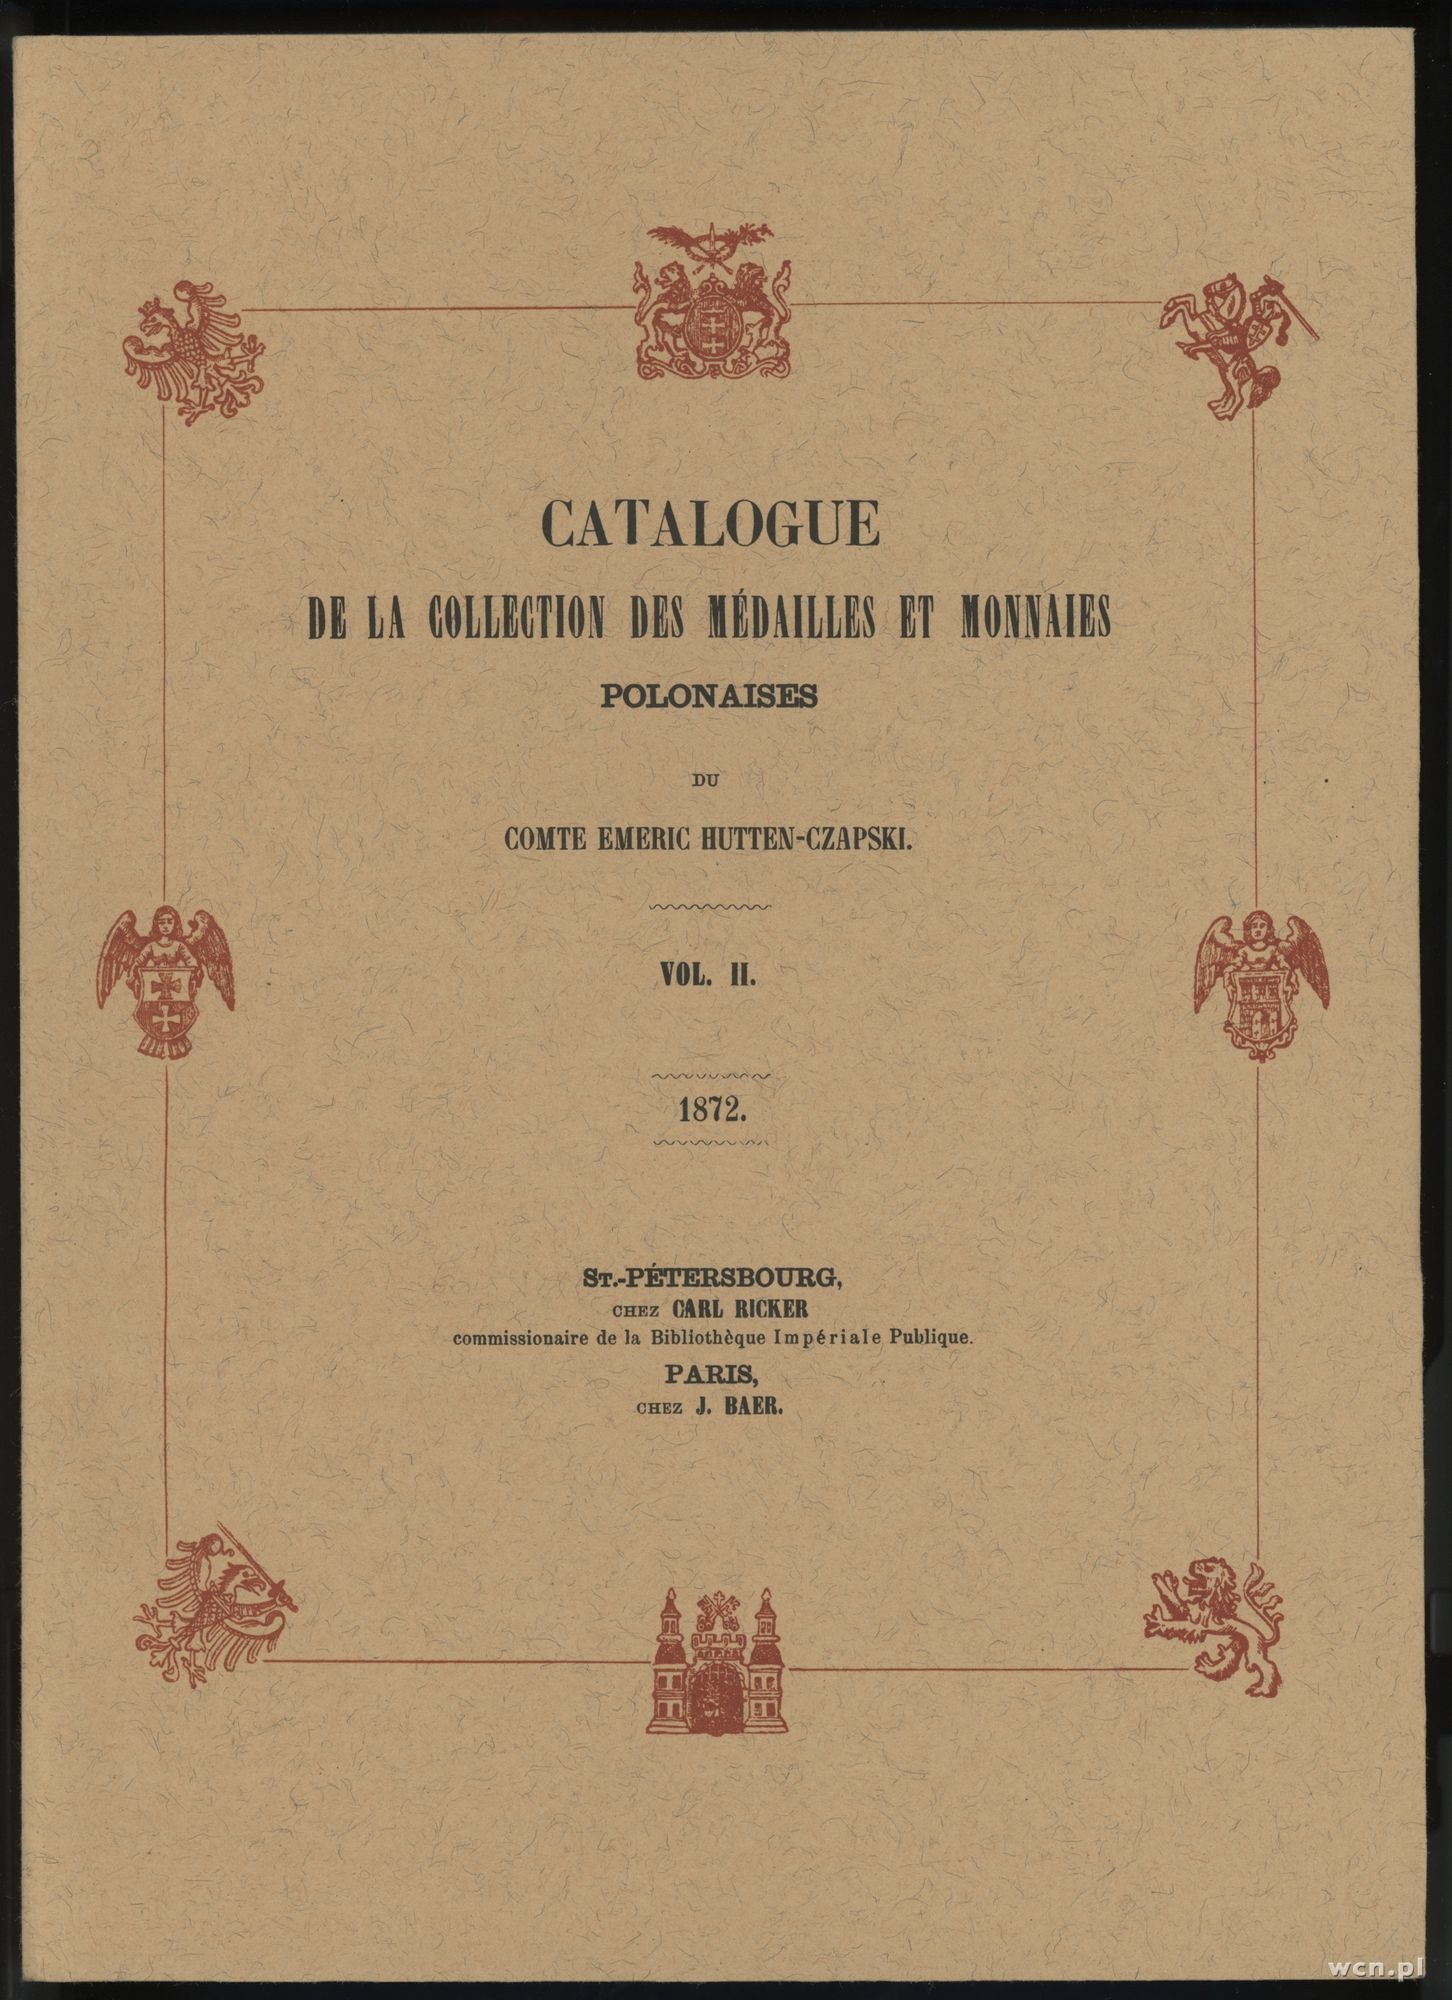 CATALOGUE
DE LA COLLECTION DES MÉDAILLES ET MONNAIES
POLONAISES
DU
COMTE EMERIC HUTTEN-CZAPSKI.
VOL. II.
1872.
ST.-PÉTERSBOURG,
CHEZ CARL RICKER
commissionaire de la Bibliothèque Impériale Publique.
PARIS,
CHEZ J. BAER.
wcn.pl